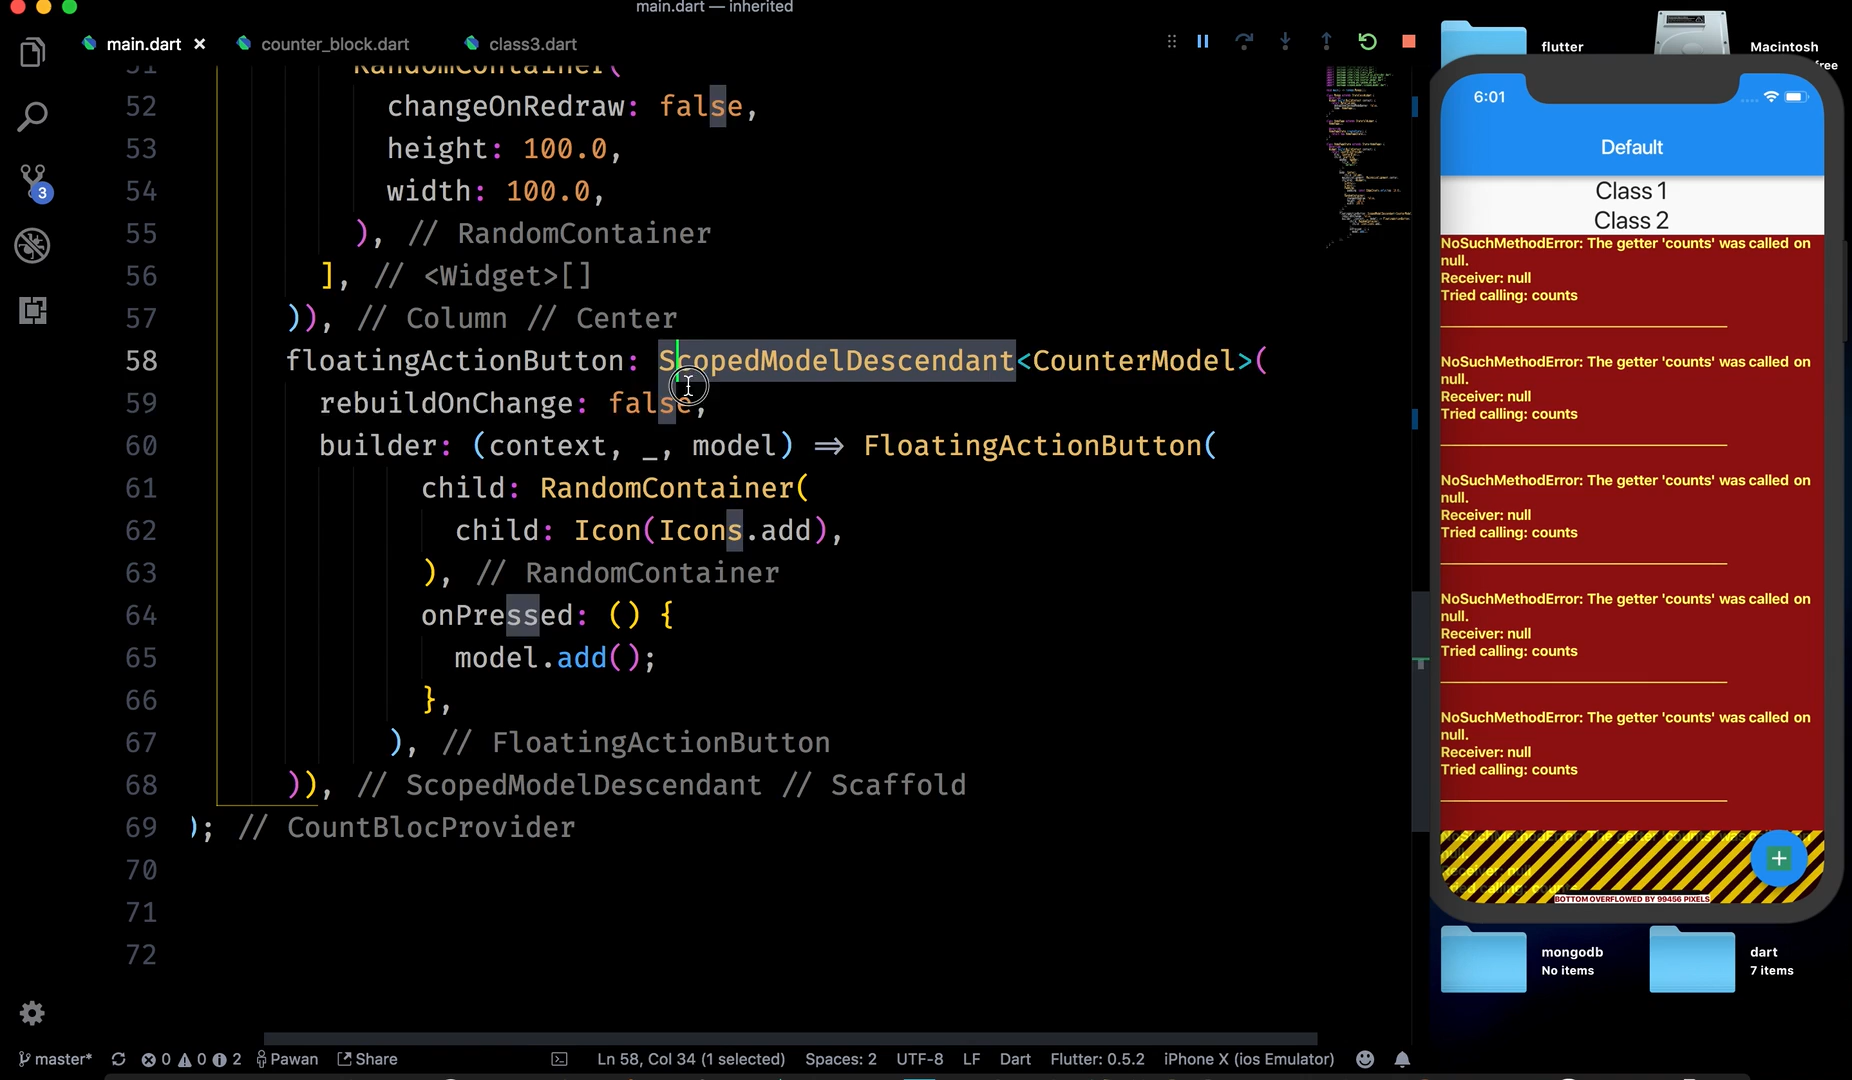 main.dart — inherited
main.dart
counter_block.dart
class3.dart
RandomContainer(
52 changeOnRedraw: false,
53 height: 100.0,
54 width: 100.0,
55 ), // RandomContainer
56 ], // <Widget>[]
57 )), // Column // Center
58 floatingActionButton: ScopedModelDescendant<CounterModel>(
59 rebuildOnChange: false,
60 builder: (context, _, model) => FloatingActionButton(
61 child: RandomContainer(
62 child: Icon(Icons.add),
63 ), // RandomContainer
64 onPressed: () {
65 model.add();
66 },
67 ), // FloatingActionButton
68 )), // ScopedModelDescendant // Scaffold
69 ); // CountBlocProvider
70
71
72
3
master* 0 0 2 Pawan Share Ln 58, Col 34 (1 selected) Spaces: 2 UTF-8 LF Dart Flutter: 0.5.2 iPhone X (ios Emulator)
flutter
Macintosh
free
6:01
Default
Class 1
Class 2
NoSuchMethodError: The getter 'counts' was called on
null.
Receiver: null
Tried calling: counts
NoSuchMethodError: The getter 'counts' was called on
null.
Receiver: null
Tried calling: counts
NoSuchMethodError: The getter 'counts' was called on
null.
Receiver: null
Tried calling: counts
NoSuchMethodError: The getter 'counts' was called on
null.
Receiver: null
Tried calling: counts
NoSuchMethodError: The getter 'counts' was called on
null.
Receiver: null
Tried calling: counts
BOTTOM OVERFLOWED BY 99456 PIXELS
mongodb
No items
dart
7 items